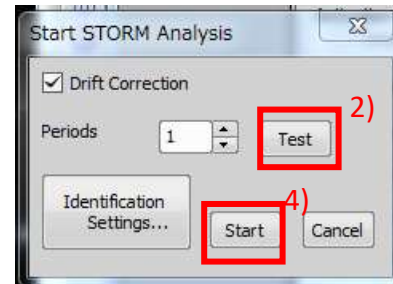 Start STORM Analysis
Drift Correction
2)
Periods 1 Test
Identification
Settings...
4)
Start Cancel